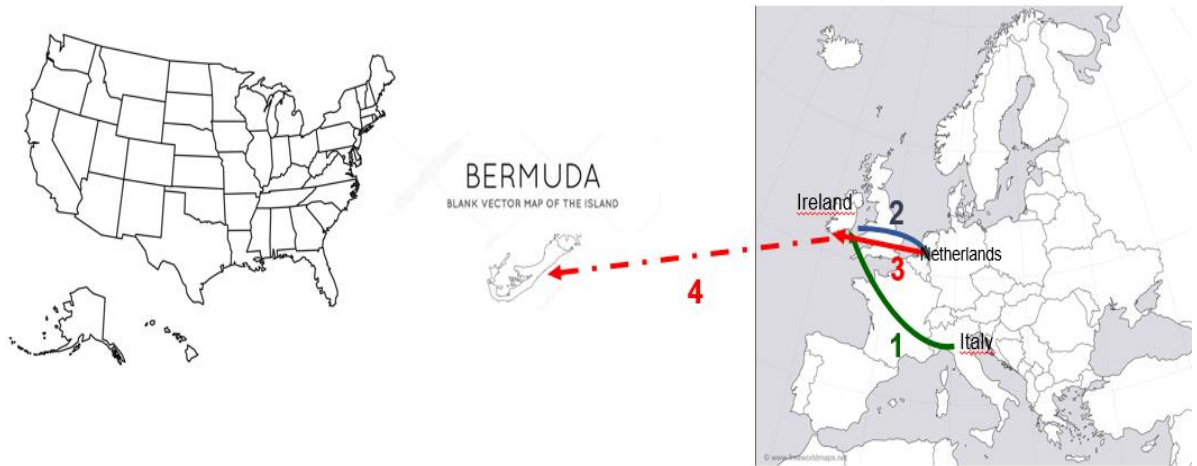 BERMUDA
BLANK VECTOR MAP OF THE ISLAND
Ireland
2
Netherlands
3
4
1
Italy
© www.freeworldmaps.net